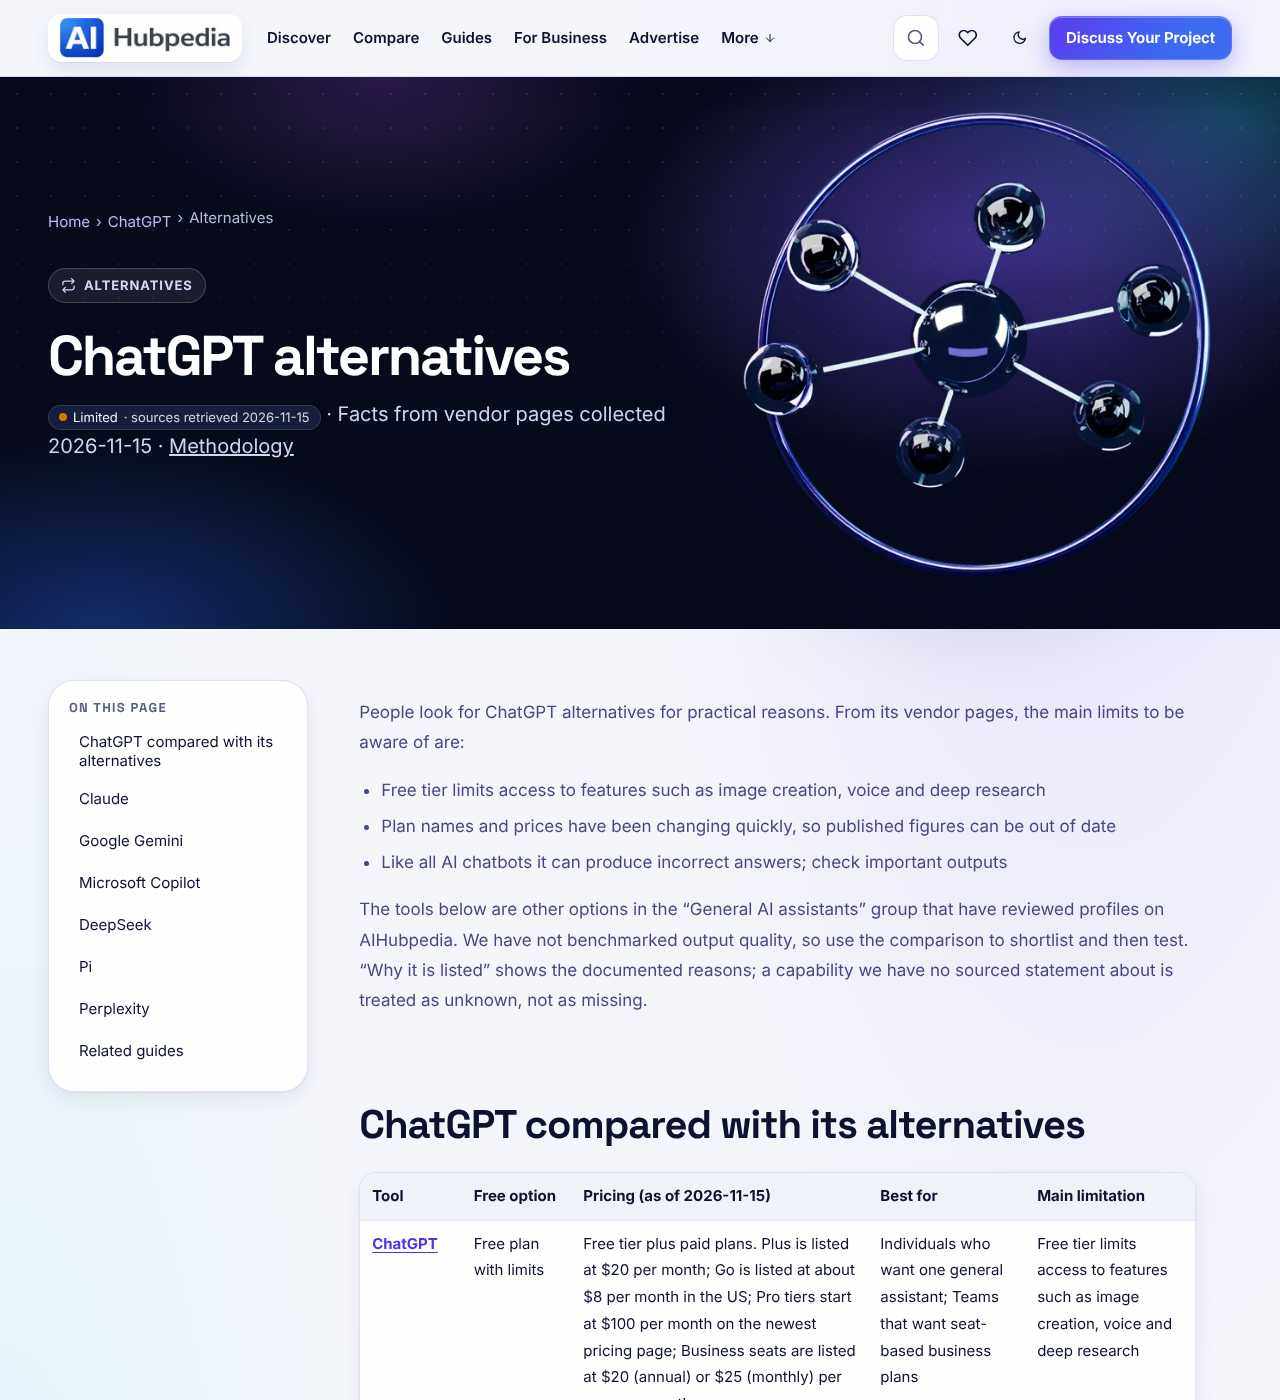 AI Hubpedia
Discover
Compare
Guides
For Business
Advertise
More
Discuss Your Project
Home › ChatGPT › Alternatives
ALTERNATIVES
ChatGPT alternatives
Limited · sources retrieved 2026-11-15 · Facts from vendor pages collected
2026-11-15 · Methodology
ON THIS PAGE
ChatGPT compared with its
alternatives
Claude
Google Gemini
Microsoft Copilot
DeepSeek
Pi
Perplexity
Related guides
People look for ChatGPT alternatives for practical reasons. From its vendor pages, the main limits to be
aware of are:
• Free tier limits access to features such as image creation, voice and deep research
• Plan names and prices have been changing quickly, so published figures can be out of date
• Like all AI chatbots it can produce incorrect answers; check important outputs
The tools below are other options in the “General AI assistants” group that have reviewed profiles on
AIHubpedia. We have not benchmarked output quality, so use the comparison to shortlist and then test.
“Why it is listed” shows the documented reasons; a capability we have no sourced statement about is
treated as unknown, not as missing.
ChatGPT compared with its alternatives
Tool
Free option
Pricing (as of 2026-11-15)
Best for
Main limitation
ChatGPT
Free plan
with limits
Free tier plus paid plans. Plus is listed
at $20 per month; Go is listed at about
$8 per month in the US; Pro tiers start
at $100 per month on the newest
pricing page; Business seats are listed
at $20 (annual) or $25 (monthly) per
Individuals who
want one general
assistant; Teams
that want seat-
based business
plans
Free tier limits
access to features
such as image
creation, voice and
deep research